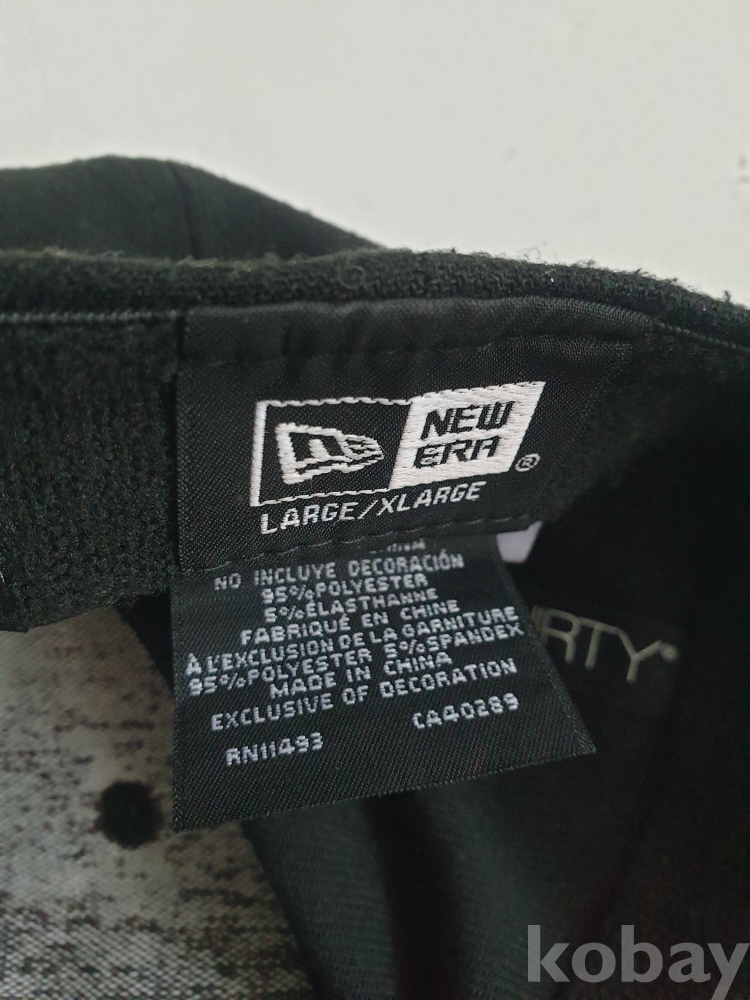 NEW
ERA®
LARGE/XLARGE
NO INCLUYE DECORACIÓN
95%POLYESTER
5%ÉLASTHANNE
FABRIQUÉ EN CHINE
À L'EXCLUSION DE LA GARNITURE
95%POLYESTER 5%SPANDEX
MADE IN CHINA
EXCLUSIVE OF DECORATION
RN11493 CA40289
kobay